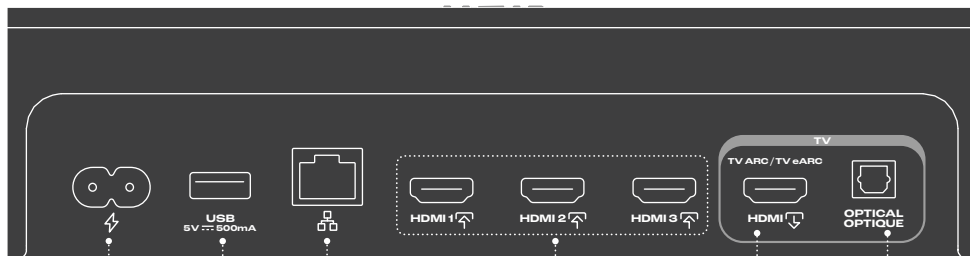 TV
TV ARC / TV eARC
USB
5V ⎓ 500mA
HDMI 1
HDMI 2
HDMI 3
HDMI
OPTICAL
OPTIQUE